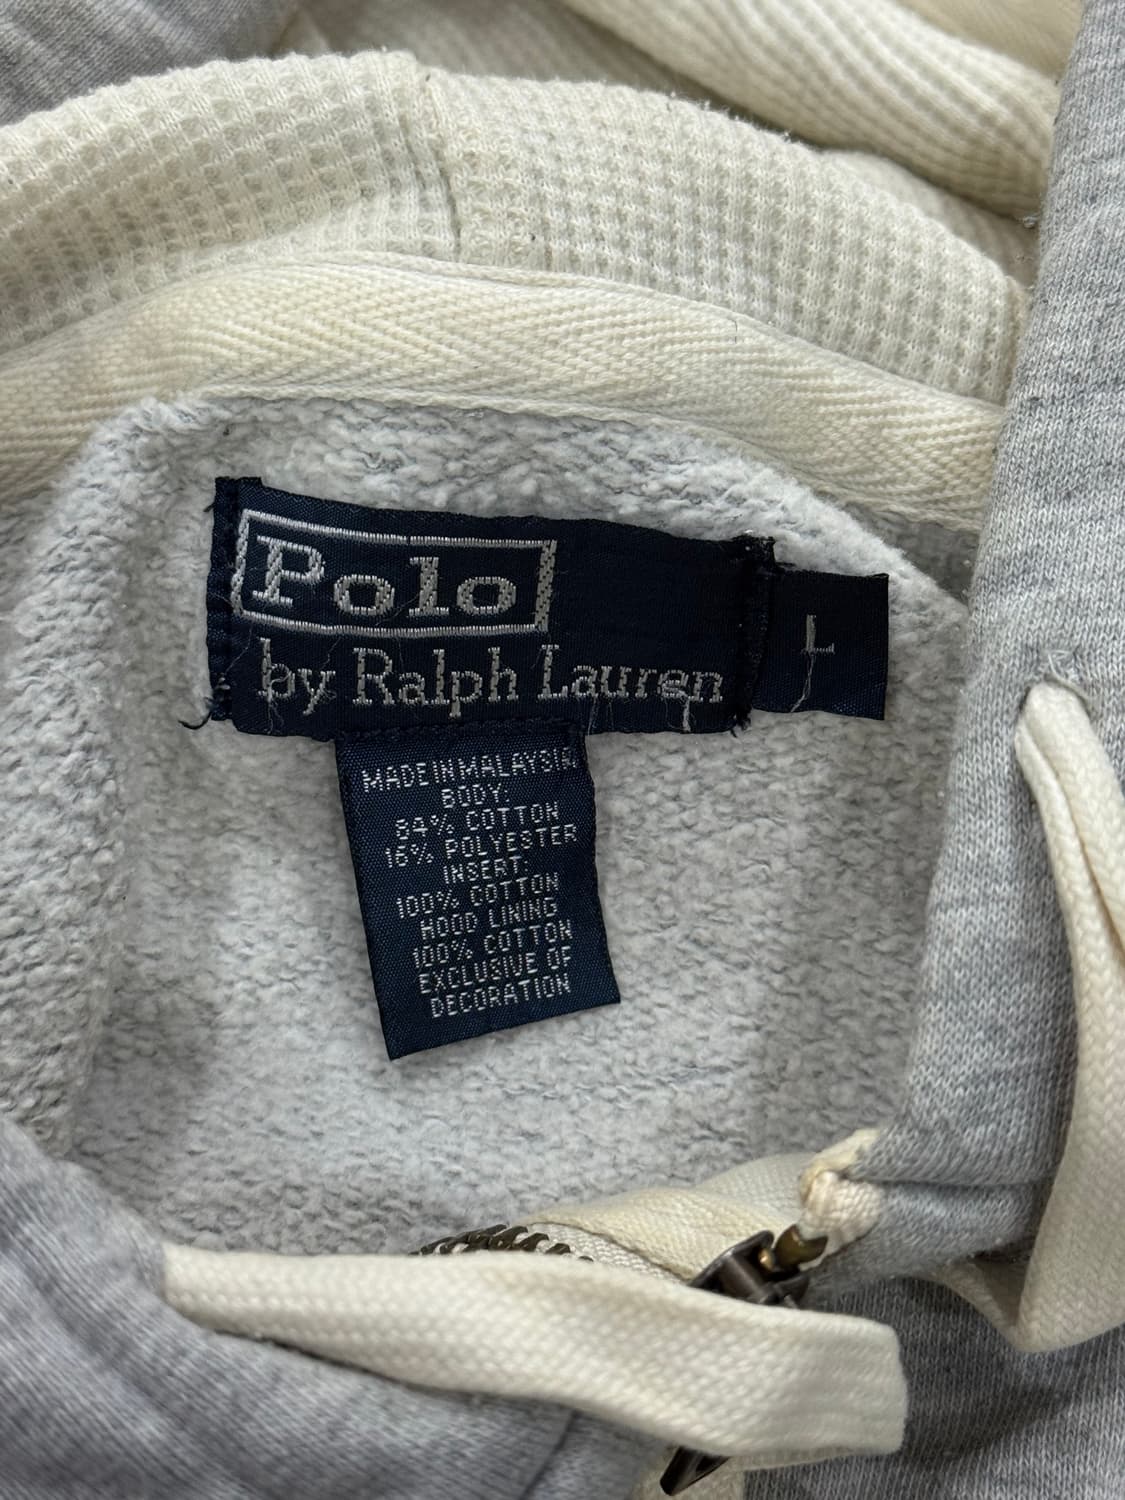 Polo
by Ralph Lauren
L
MADE IN MALAYSIA
BODY:
84% COTTON
16% POLYESTER
INSERT:
100% COTTON
HOOD LINING
100% COTTON
EXCLUSIVE OF
DECORATION